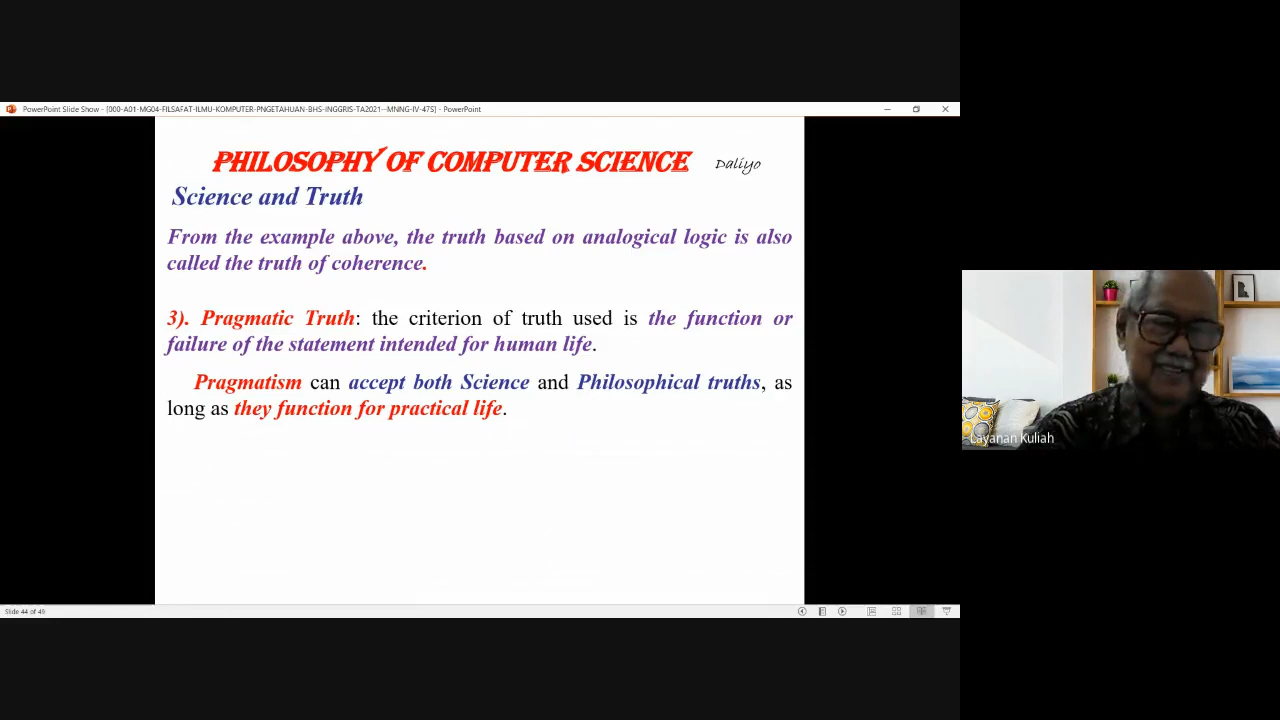 PowerPoint Slide Show - [000-A01-MG04-FILSAFAT-ILMU-KOMPUTER-PNGETAHUAN-BHS-INGGRIS-TA2021--MNNG-IV-475] - PowerPoint
PHILOSOPHY OF COMPUTER SCIENCE Daliyo
Science and Truth
From the example above, the truth based on analogical logic is also
called the truth of coherence.
3). Pragmatic Truth: the criterion of truth used is the function or
failure of the statement intended for human life.
Pragmatism can accept both Science and Philosophical truths, as
long as they function for practical life.
Slide 44 of 49
Layanan Kuliah